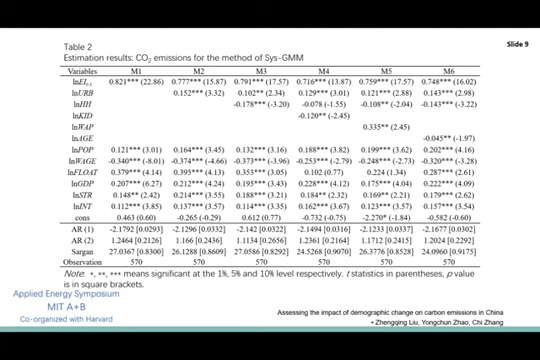 Slide 9
Table 2
Estimation results: CO2 emissions for the method of Sys-GMM
Variables M1 M2 M3 M4 M5 M6
lnEIt-1 0.821*** (22.86) 0.777*** (15.87) 0.791*** (17.57) 0.716*** (13.87) 0.759*** (17.57) 0.748*** (16.02)
lnURB 0.152*** (3.32) 0.102** (2.34) 0.129*** (3.01) 0.121*** (2.88) 0.143*** (2.98)
lnHH -0.178*** (-3.20) -0.078 (-1.55) -0.108** (-2.04) -0.143*** (-3.22)
lnKID -0.120** (-2.45)
lnWAP 0.335** (2.45)
lnAGE -0.045** (-1.97)
lnPOP 0.121*** (3.01) 0.164*** (3.45) 0.132*** (3.16) 0.188*** (3.82) 0.199*** (3.62) 0.202*** (4.16)
lnWAGE -0.340*** (-8.01) -0.374*** (-4.66) -0.373*** (-3.96) -0.253*** (-2.79) -0.248*** (-2.73) -0.320*** (-3.28)
lnFLOAT 0.379*** (4.14) 0.395*** (4.13) 0.353*** (3.05) 0.102 (0.77) 0.224 (1.34) 0.287*** (2.61)
lnGDP 0.207*** (6.27) 0.212*** (4.24) 0.195*** (3.43) 0.228*** (4.12) 0.175*** (4.04) 0.222*** (4.09)
lnSTR 0.148** (2.42) 0.214*** (3.55) 0.188*** (3.21) 0.184** (2.32) 0.169** (2.21) 0.179*** (2.62)
lnINT 0.112*** (3.85) 0.137*** (3.57) 0.114*** (3.35) 0.162*** (3.67) 0.123*** (3.57) 0.157*** (3.54)
cons 0.463 (0.60) -0.265 (-0.29) 0.612 (0.77) -0.732 (-0.75) -2.270* (-1.84) -0.582 (-0.60)
AR (1) -2.1792 [0.0293] -2.1296 [0.0332] -2.142 [0.0322] -2.1494 [0.0316] -2.1233 [0.0337] -2.1677 [0.0302]
AR (2) 1.2464 [0.2126] 1.166 [0.2436] 1.1134 [0.2656] 1.2361 [0.2164] 1.1712 [0.2415] 1.2024 [0.2292]
Sargan 27.0367 [0.8300] 26.1288 [0.8609] 27.0586 [0.8292] 24.5268 [0.9070] 26.3776 [0.8528] 24.0960 [0.9175]
Observation 570 570 570 570 570 570
Note: *, **, *** means significant at the 1%, 5% and 10% level respectively. t statistics in parentheses, p value
is in square brackets.
Applied Energy Symposium
MIT A+B
Co-organized with Harvard
Assessing the impact of demographic change on carbon emissions in China
• Zhengqing Liu, Yongchun Zhao, Chi Zhang